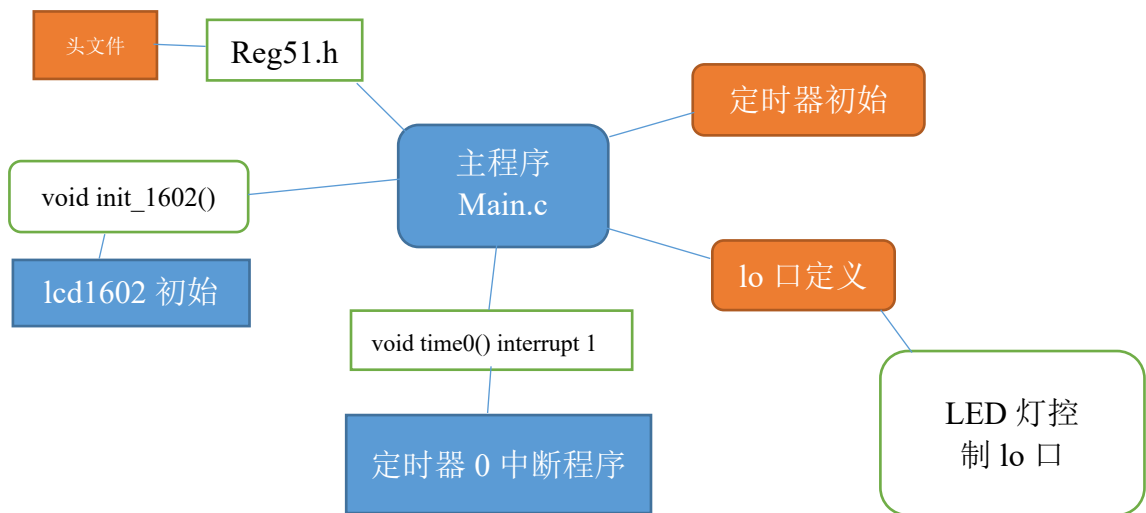 头文件
Reg51.h
定时器初始
主程序
Main.c
void init_1602()
lcd1602 初始
lo 口定义
void time0() interrupt 1
定时器 0 中断程序
LED 灯控
制 lo 口